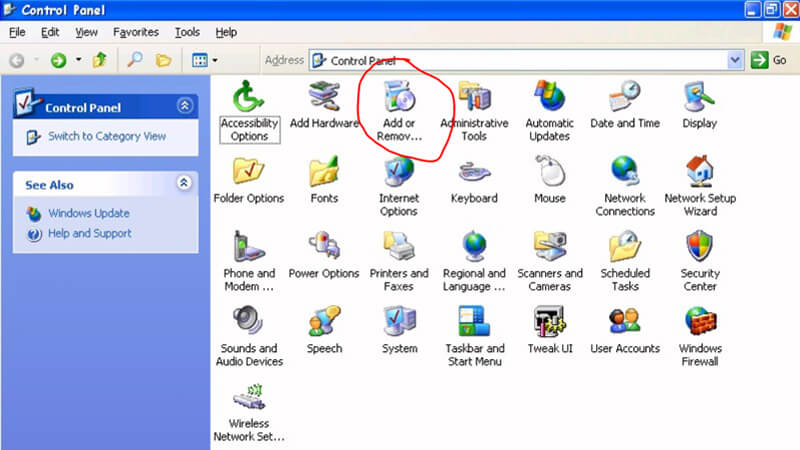 Control Panel
File Edit View Favorites Tools Help
Address Control Panel Go
Control Panel
Switch to Category View
See Also
Windows Update
Help and Support
Accessibility Options
Add Hardware
Add or Remov...
Administrative Tools
Automatic Updates
Date and Time
Display
Folder Options
Fonts
Internet Options
Keyboard
Mouse
Network Connections
Network Setup Wizard
Phone and Modem ...
Power Options
Printers and Faxes
Regional and Language ...
Scanners and Cameras
Scheduled Tasks
Security Center
Sounds and Audio Devices
Speech
System
Taskbar and Start Menu
Tweak UI
User Accounts
Windows Firewall
Wireless Network Set...